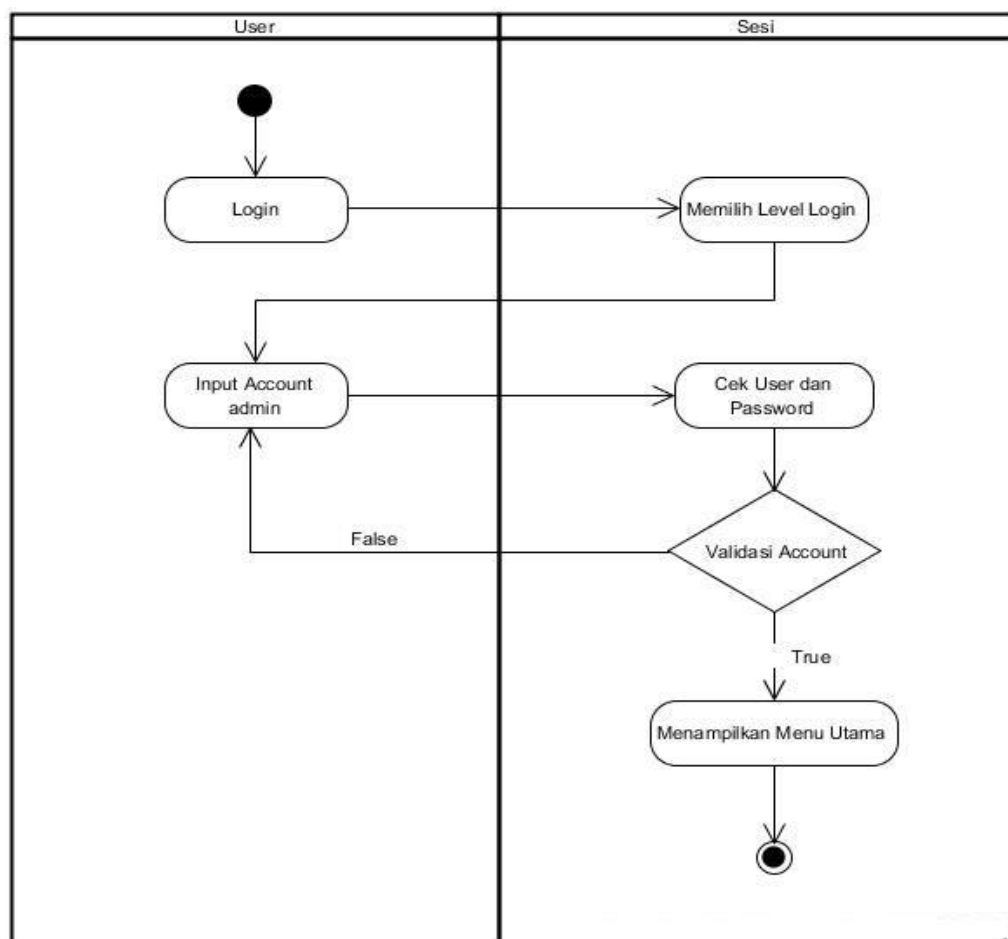 User
Sesi
Login
Memilih Level Login
Input Account
admin
Cek User dan
Password
False
Validasi Account
True
Menampilkan Menu Utama